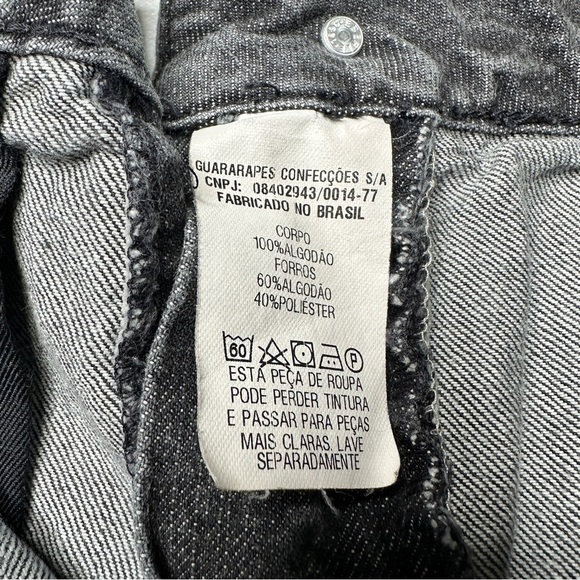 GUARARAPES CONFECÇÕES S/A
CNPJ: 08402943/0014-77
FABRICADO NO BRASIL
CORPO
100%ALGODÃO
FORROS
60%ALGODÃO
40%POLIÉSTER
60 P
ESTA PEÇA DE ROUPA
PODE PERDER TINTURA
E PASSAR PARA PEÇAS
MAIS CLARAS. LAVE
SEPARADAMENTE